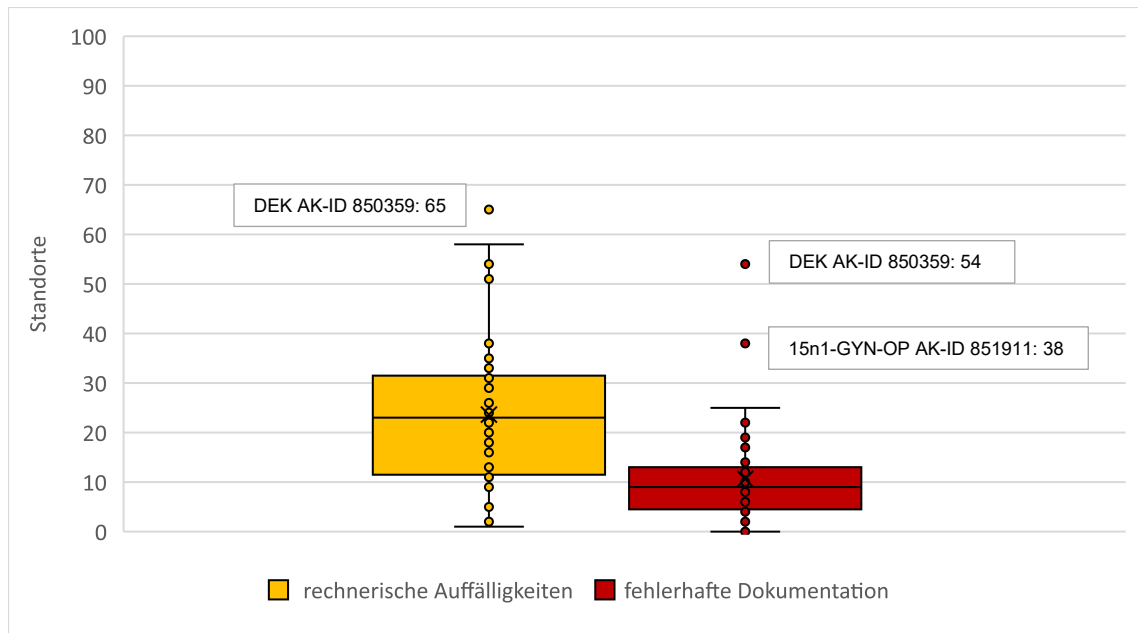 100
90
80
70
60
50
40
30
20
10
0
Standorte
DEK AK-ID 850359: 65
DEK AK-ID 850359: 54
15n1-GYN-OP AK-ID 851911: 38
rechnerische Auffälligkeiten
fehlerhafte Dokumentation